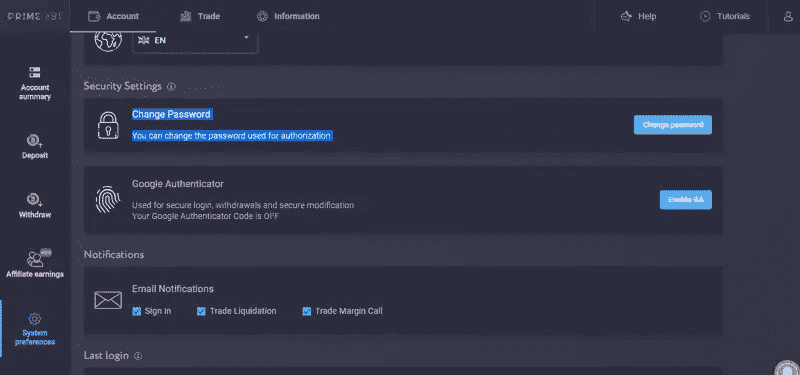 PRIME XBT
Account
Trade
Information
Help
Tutorials
EN
Account
summary
Deposit
Withdraw
Affiliate earnings
System
preferences
Security Settings
Change Password
You can change the password used for authorization
Change password
Google Authenticator
Used for secure login, withdrawals and secure modification
Your Google Authenticator Code is OFF
Enable GA
Notifications
Email Notifications
Sign In
Trade Liquidation
Trade Margin Call
Last login